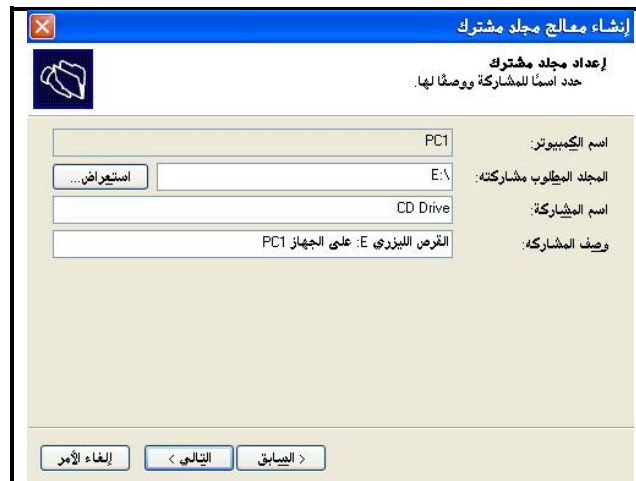 إنشاء معالج مجلد مشترك
إعداد مجلد مشترك
حدد اسمًا للمشاركة ووصفًا لها.
اسم الكمبيوتر: PC1
المجلد المطلوب مشاركته: E:\ استعراض...
اسم المشاركة: CD Drive
وصف المشاركه: القرص الليزري E: على الجهاز PC1
< السابق التالي > إلغاء الأمر